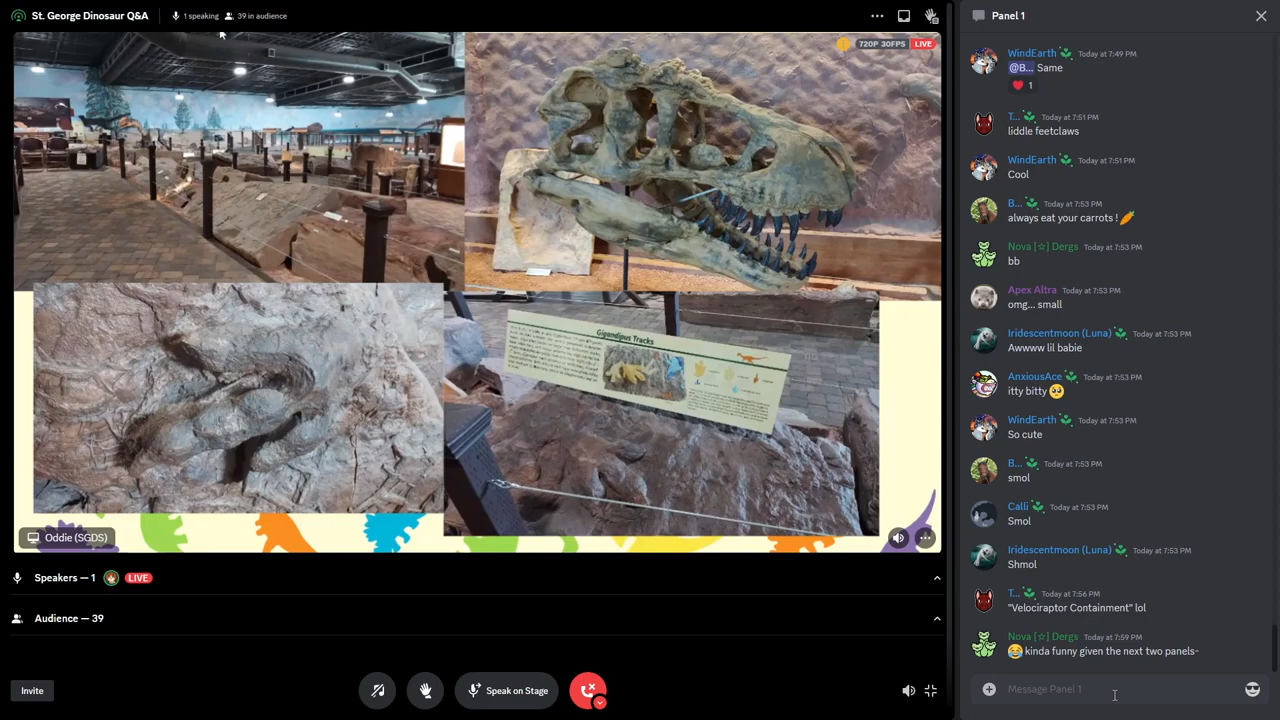 St. George Dinosaur Q&A
1 speaking
39 in audience
720P 30FPS
LIVE
Gigandipus Tracks
Oddie (SGDS)
Speakers — 1
LIVE
Audience — 39
Invite
Speak on Stage
Panel 1
WindEarth Today at 7:49 PM
@B... Same
1
T... Today at 7:51 PM
liddle feetclaws
WindEarth Today at 7:51 PM
Cool
B... Today at 7:53 PM
always eat your carrots ! 🥕
Nova [☆] Dergs Today at 7:53 PM
bb
Apex Altra Today at 7:53 PM
omg... small
Iridescentmoon (Luna) Today at 7:53 PM
Awwww lil babie
AnxiousAce Today at 7:53 PM
itty bitty 🥺
WindEarth Today at 7:53 PM
So cute
B... Today at 7:53 PM
smol
Calli Today at 7:53 PM
Smol
Iridescentmoon (Luna) Today at 7:53 PM
Shmol
T... Today at 7:56 PM
"Velociraptor Containment" lol
Nova [☆] Dergs Today at 7:59 PM
😂 kinda funny given the next two panels-
Message Panel 1